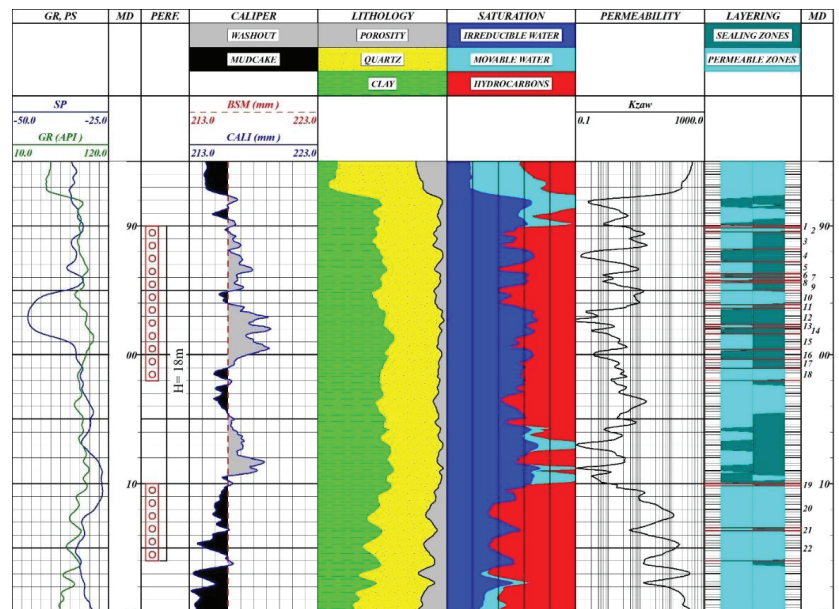 GR, PS MD PERF. CALIPER LITHOLOGY SATURATION PERMEABILITY LAYERING MD
WASHOUT POROSITY IRREDUCIBLE WATER SEALING ZONES
MUDCAKE QUARTZ MOVABLE WATER PERMEABLE ZONES
CLAY HYDROCARBONS
SP BSM (mm) Kzaw
-50.0 -25.0 213.0 223.0 0.1 1000.0
GR (API) CALI (mm)
10.0 120.0 213.0 223.0
90 1 90
2
3
4
5
6
7
8
9
10
11
12
13
14
15
00 16 00
17
H= 18m 18
10 19 10
20
21
22